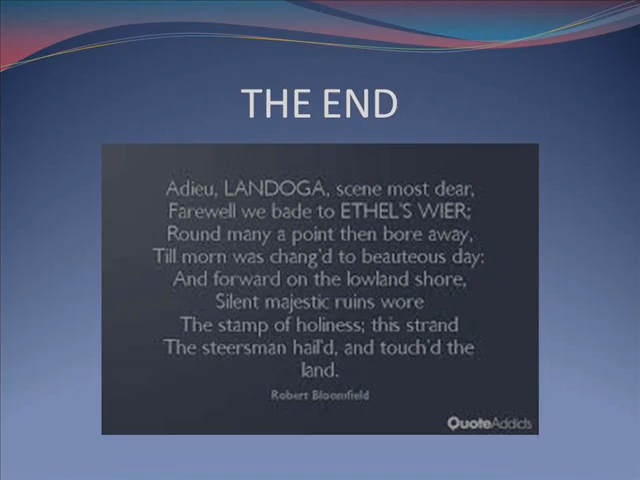 THE END
Adieu, LANDOGA, scene most dear,
Farewell we bade to ETHEL'S WIER;
Round many a point then bore away,
Till morn was chang'd to beauteous day:
And forward on the lowland shore,
Silent majestic ruins wore
The stamp of holiness; this strand
The steersman hail'd, and touch'd the
land.
Robert Bloomfield
QuoteAddicts